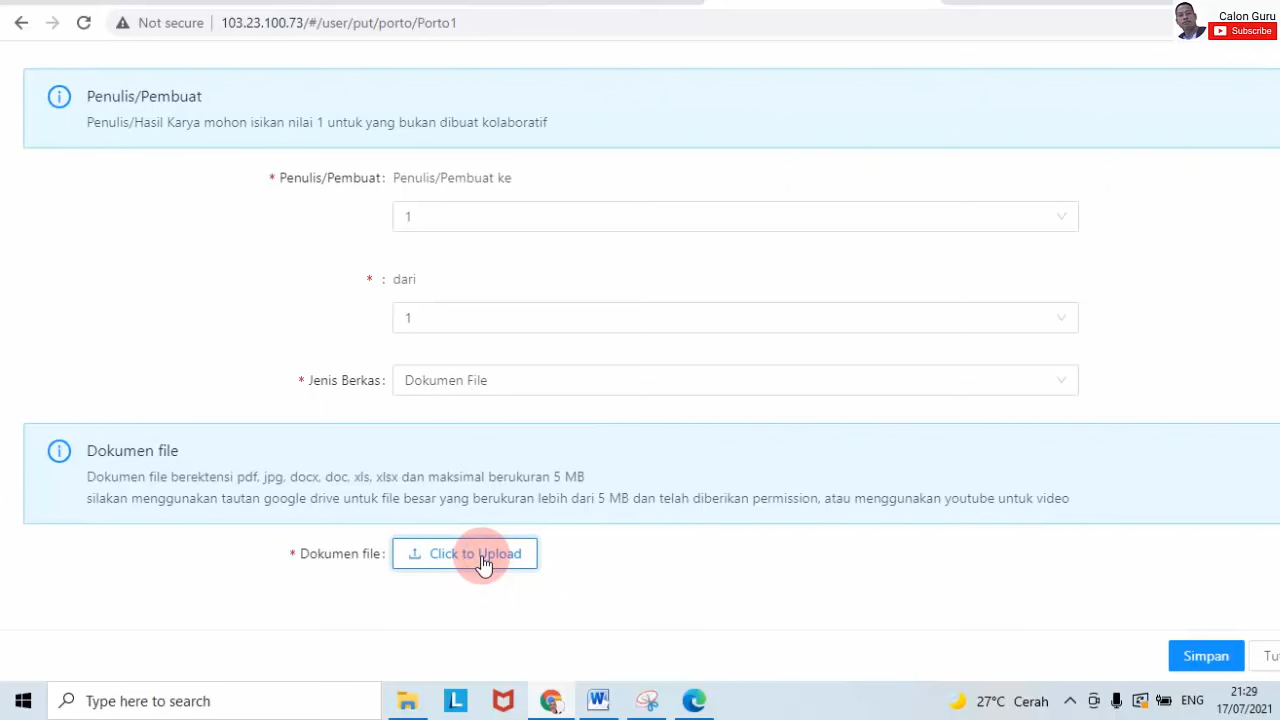 Not secure
103.23.100.73/#/user/put/porto/Porto1
Calon Guru
Subscribe
Penulis/Pembuat
Penulis/Hasil Karya mohon isikan nilai 1 untuk yang bukan dibuat kolaboratif
* Penulis/Pembuat: Penulis/Pembuat ke
1
* : dari
1
* Jenis Berkas: Dokumen File
Dokumen file
Dokumen file berektensi pdf, jpg, docx, doc, xls, xlsx dan maksimal berukuran 5 MB
silakan menggunakan tautan google drive untuk file besar yang berukuran lebih dari 5 MB dan telah diberikan permission, atau menggunakan youtube untuk video
* Dokumen file: Click to Upload
Simpan
Tu
Type here to search
L
W
27°C Cerah
ENG
21:29
17/07/2021